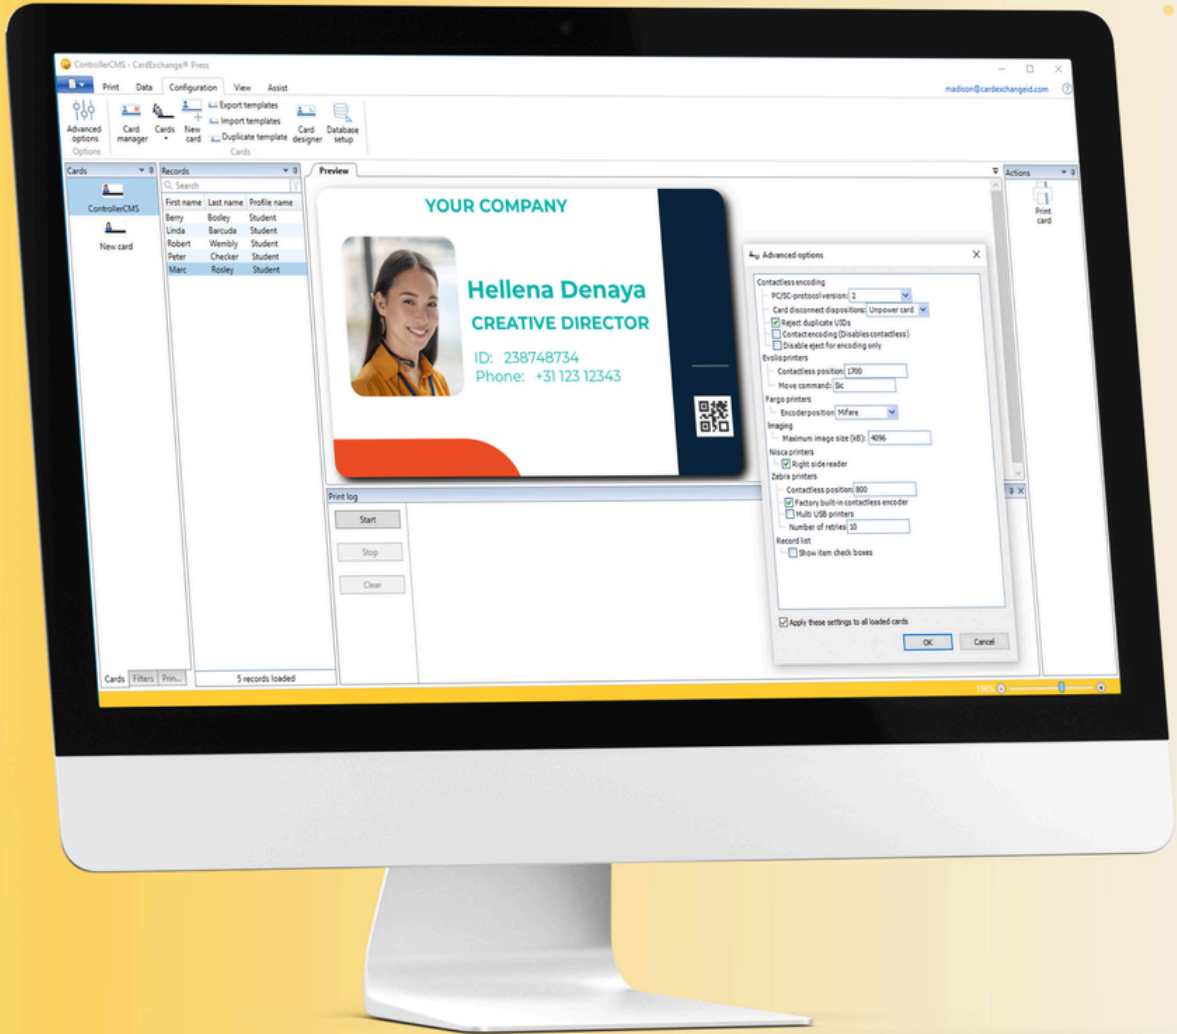 ControllerCMS - CardExchange® Press
Print Data Configuration View Assist
madison@cardexchangeid.com
Advanced options
Card manager
Cards
New card
Export templates
Import templates
Duplicate template
Card designer
Database setup
Options
Cards
Cards
ControllerCMS
New card
Records
Search
First name Last name Profile name
Berry Bosley Student
Linda Barcuda Student
Robert Wembly Student
Peter Checker Student
Marc Rosley Student
Preview
YOUR COMPANY
Hellena Denaya
CREATIVE DIRECTOR
ID: 238748734
Phone: +31 123 12343
Actions
Print card
Advanced options
Contactless encoding
PC/SC-protocol version: 2
Card disconnect dispositions: Unpower card
Reject duplicate UIDs
Contact encoding (Disables contactless)
Disable eject for encoding only
Evolis printers
Contactless position: 1700
Move command: Sic
Fargo printers
Encoder position Mifare
Imaging
Maximum image size (kB): 4096
Nisca printers
Right side reader
Zebra printers
Contactless position: 800
Factory built-in contactless encoder
Multi USB printers
Number of retries 10
Record list
Show item check boxes
Apply these settings to all loaded cards
OK Cancel
Print log
Start
Stop
Clear
Cards Filters Prin...
5 records loaded